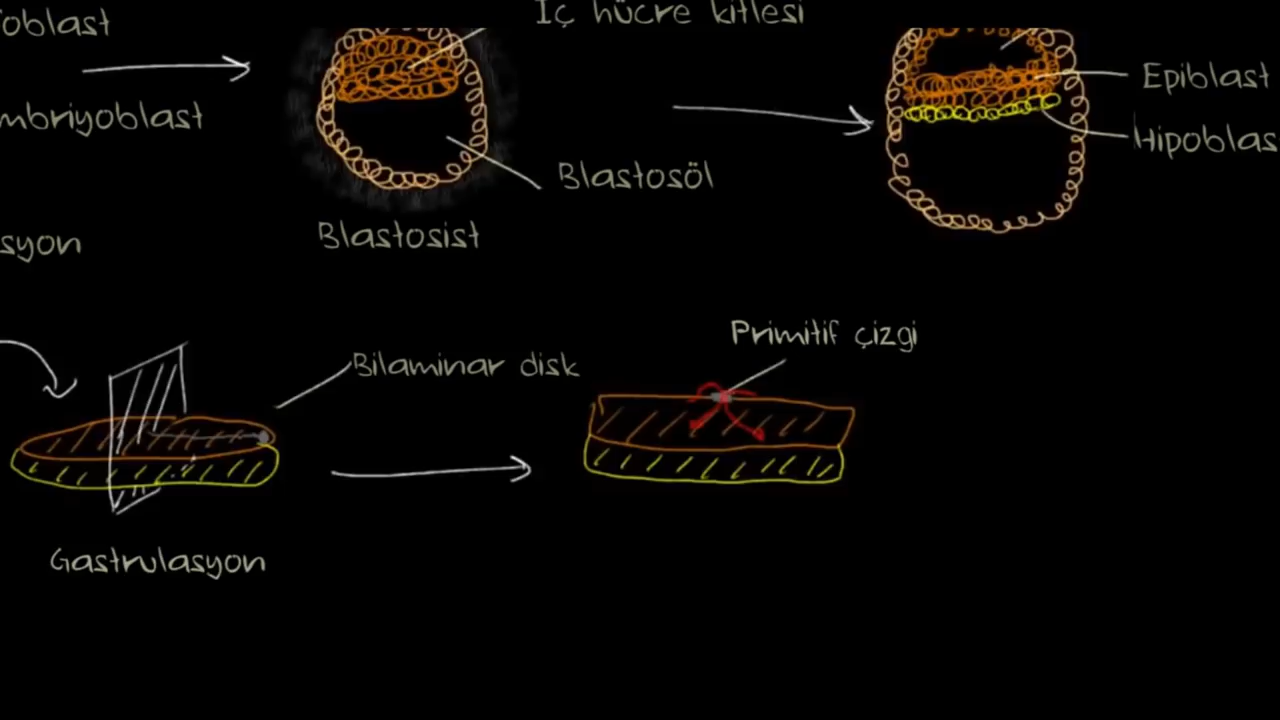 oblast
İç hücre kitlesi
Epiblast
mbriyoblast
Hipoblas
Blastosöl
Blastosist
syon
Primitif çizgi
Bilaminar disk
Gastrulasyon